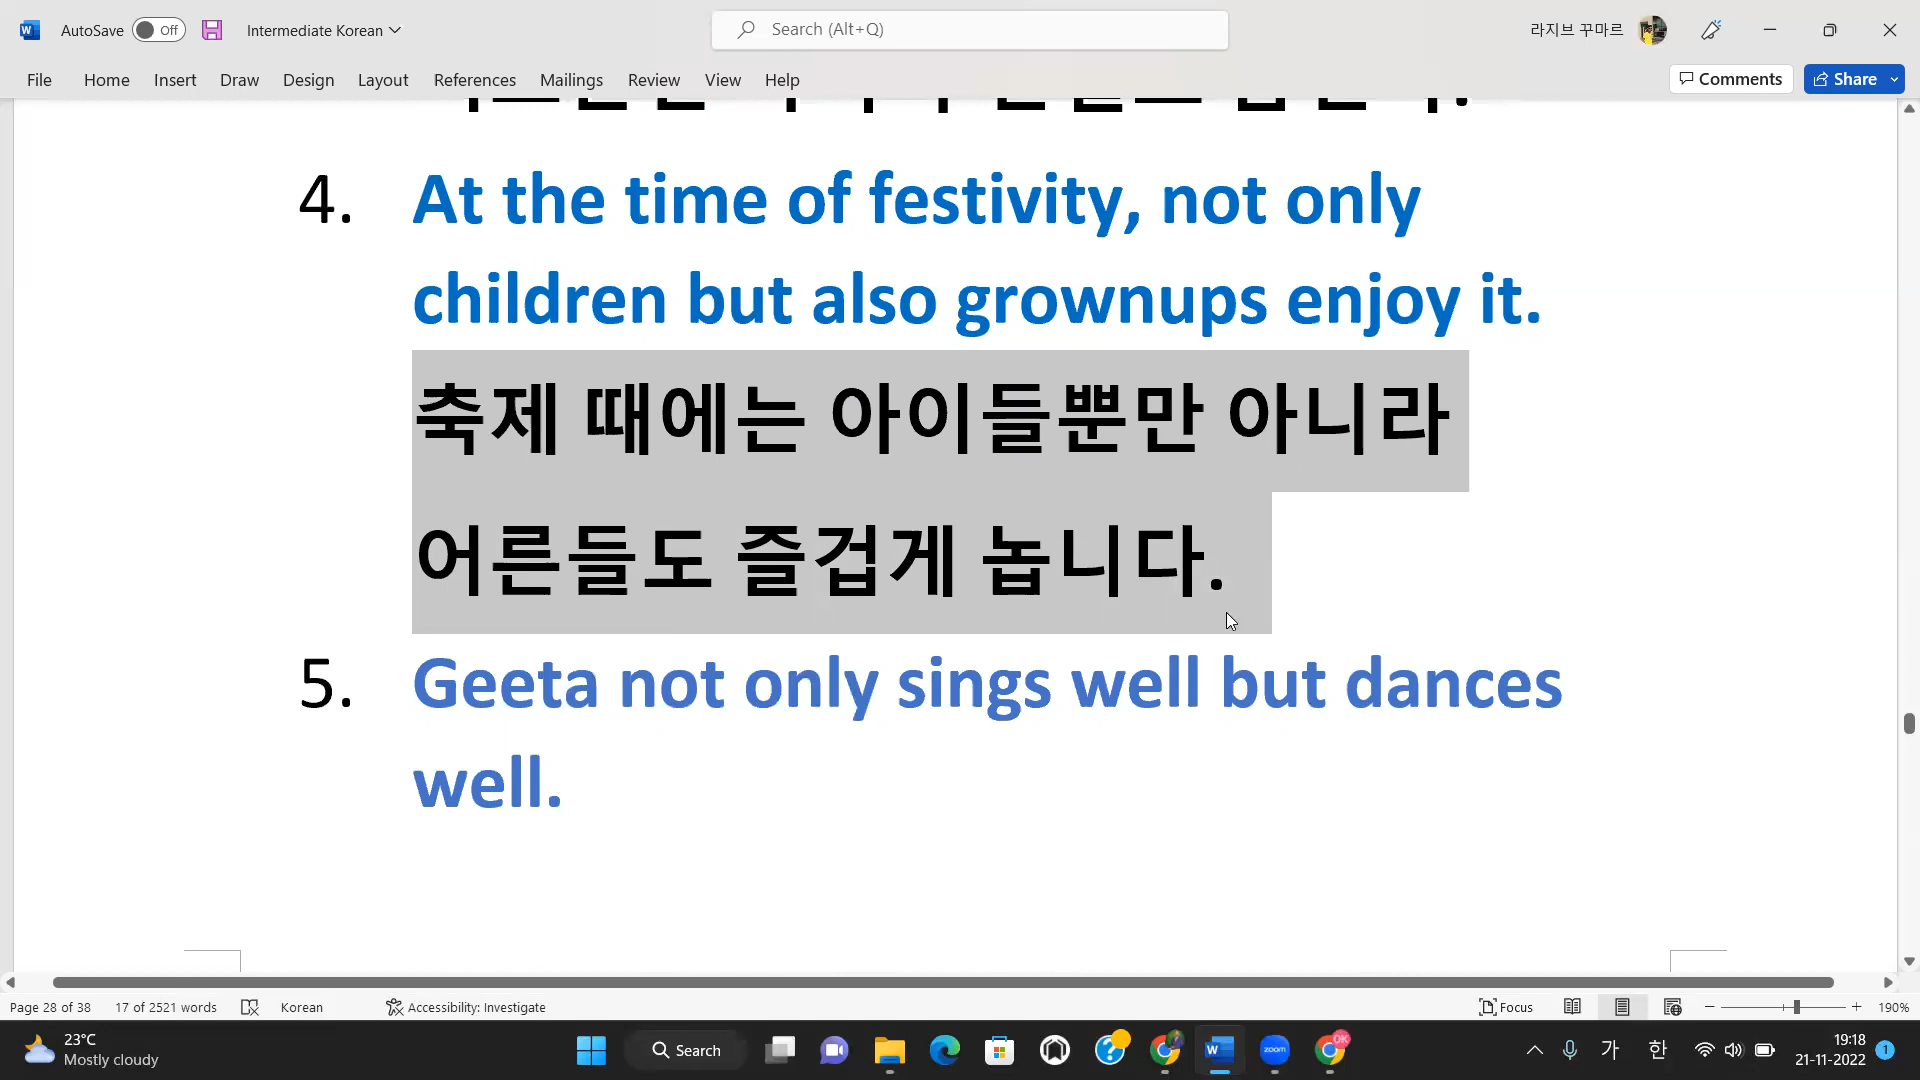 AutoSave Off Intermediate Korean Search (Alt+Q) 라지브 꾸마르
File Home Insert Draw Design Layout References Mailings Review View Help Comments Share
4. At the time of festivity, not only
children but also grownups enjoy it.
축제 때에는 아이들뿐만 아니라
어른들도 즐겁게 놉니다.
5. Geeta not only sings well but dances
well.
Page 28 of 38 17 of 2521 words Korean Accessibility: Investigate Focus 190%
23°C
Mostly cloudy
Search
zoom
OK
가 한
19:18
21-11-2022
1